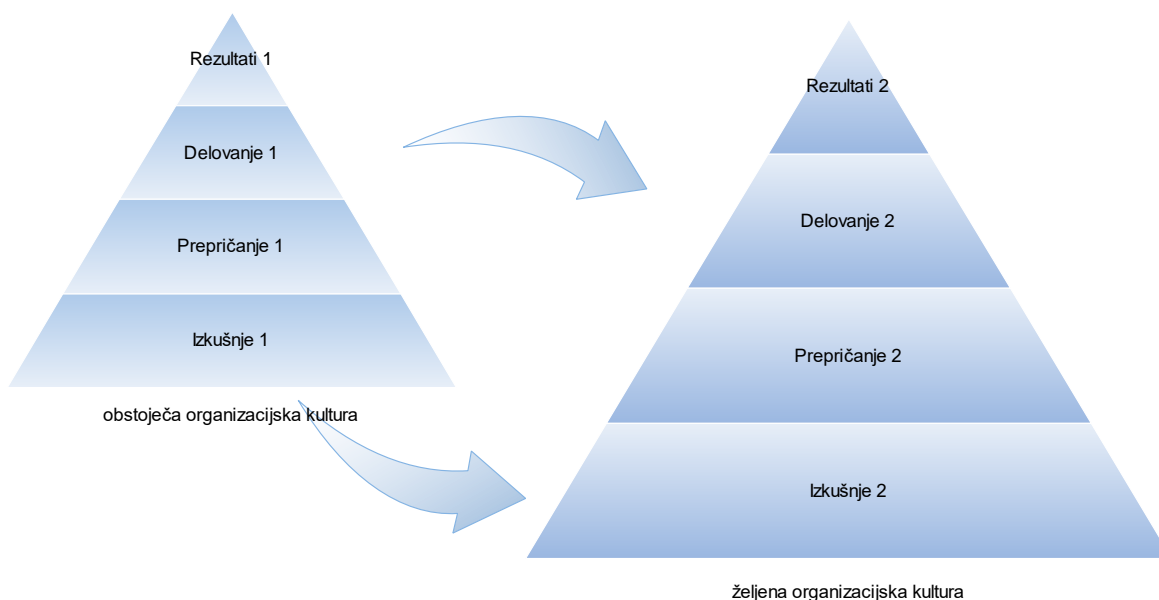 Rezultati 1
Delovanje 1
Prepričanje 1
Izkušnje 1
obstoječa organizacijska kultura
Rezultati 2
Delovanje 2
Prepričanje 2
Izkušnje 2
željena organizacijska kultura